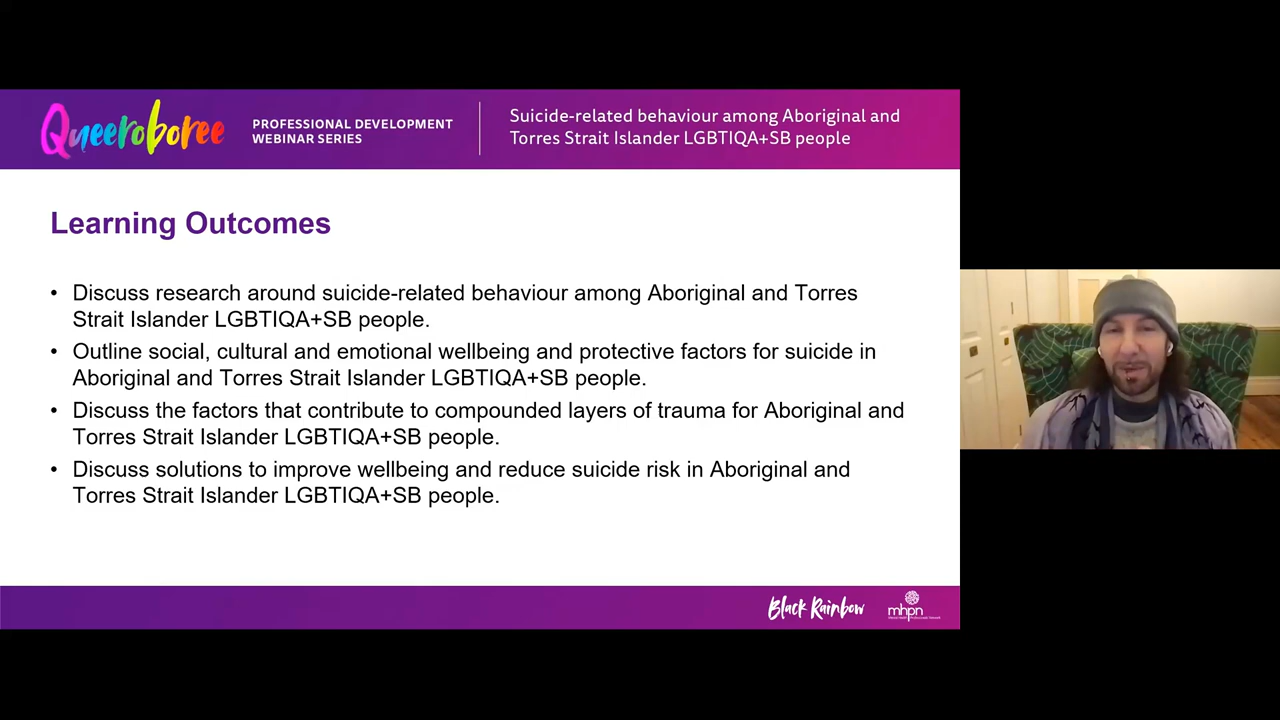 Queeroboree
PROFESSIONAL DEVELOPMENT
WEBINAR SERIES
Suicide-related behaviour among Aboriginal and
Torres Strait Islander LGBTIQA+SB people
Learning Outcomes
• Discuss research around suicide-related behaviour among Aboriginal and Torres
Strait Islander LGBTIQA+SB people.
• Outline social, cultural and emotional wellbeing and protective factors for suicide in
Aboriginal and Torres Strait Islander LGBTIQA+SB people.
• Discuss the factors that contribute to compounded layers of trauma for Aboriginal and
Torres Strait Islander LGBTIQA+SB people.
• Discuss solutions to improve wellbeing and reduce suicide risk in Aboriginal and
Torres Strait Islander LGBTIQA+SB people.
Black Rainbow
mhpn
Mental Health Professionals' Network